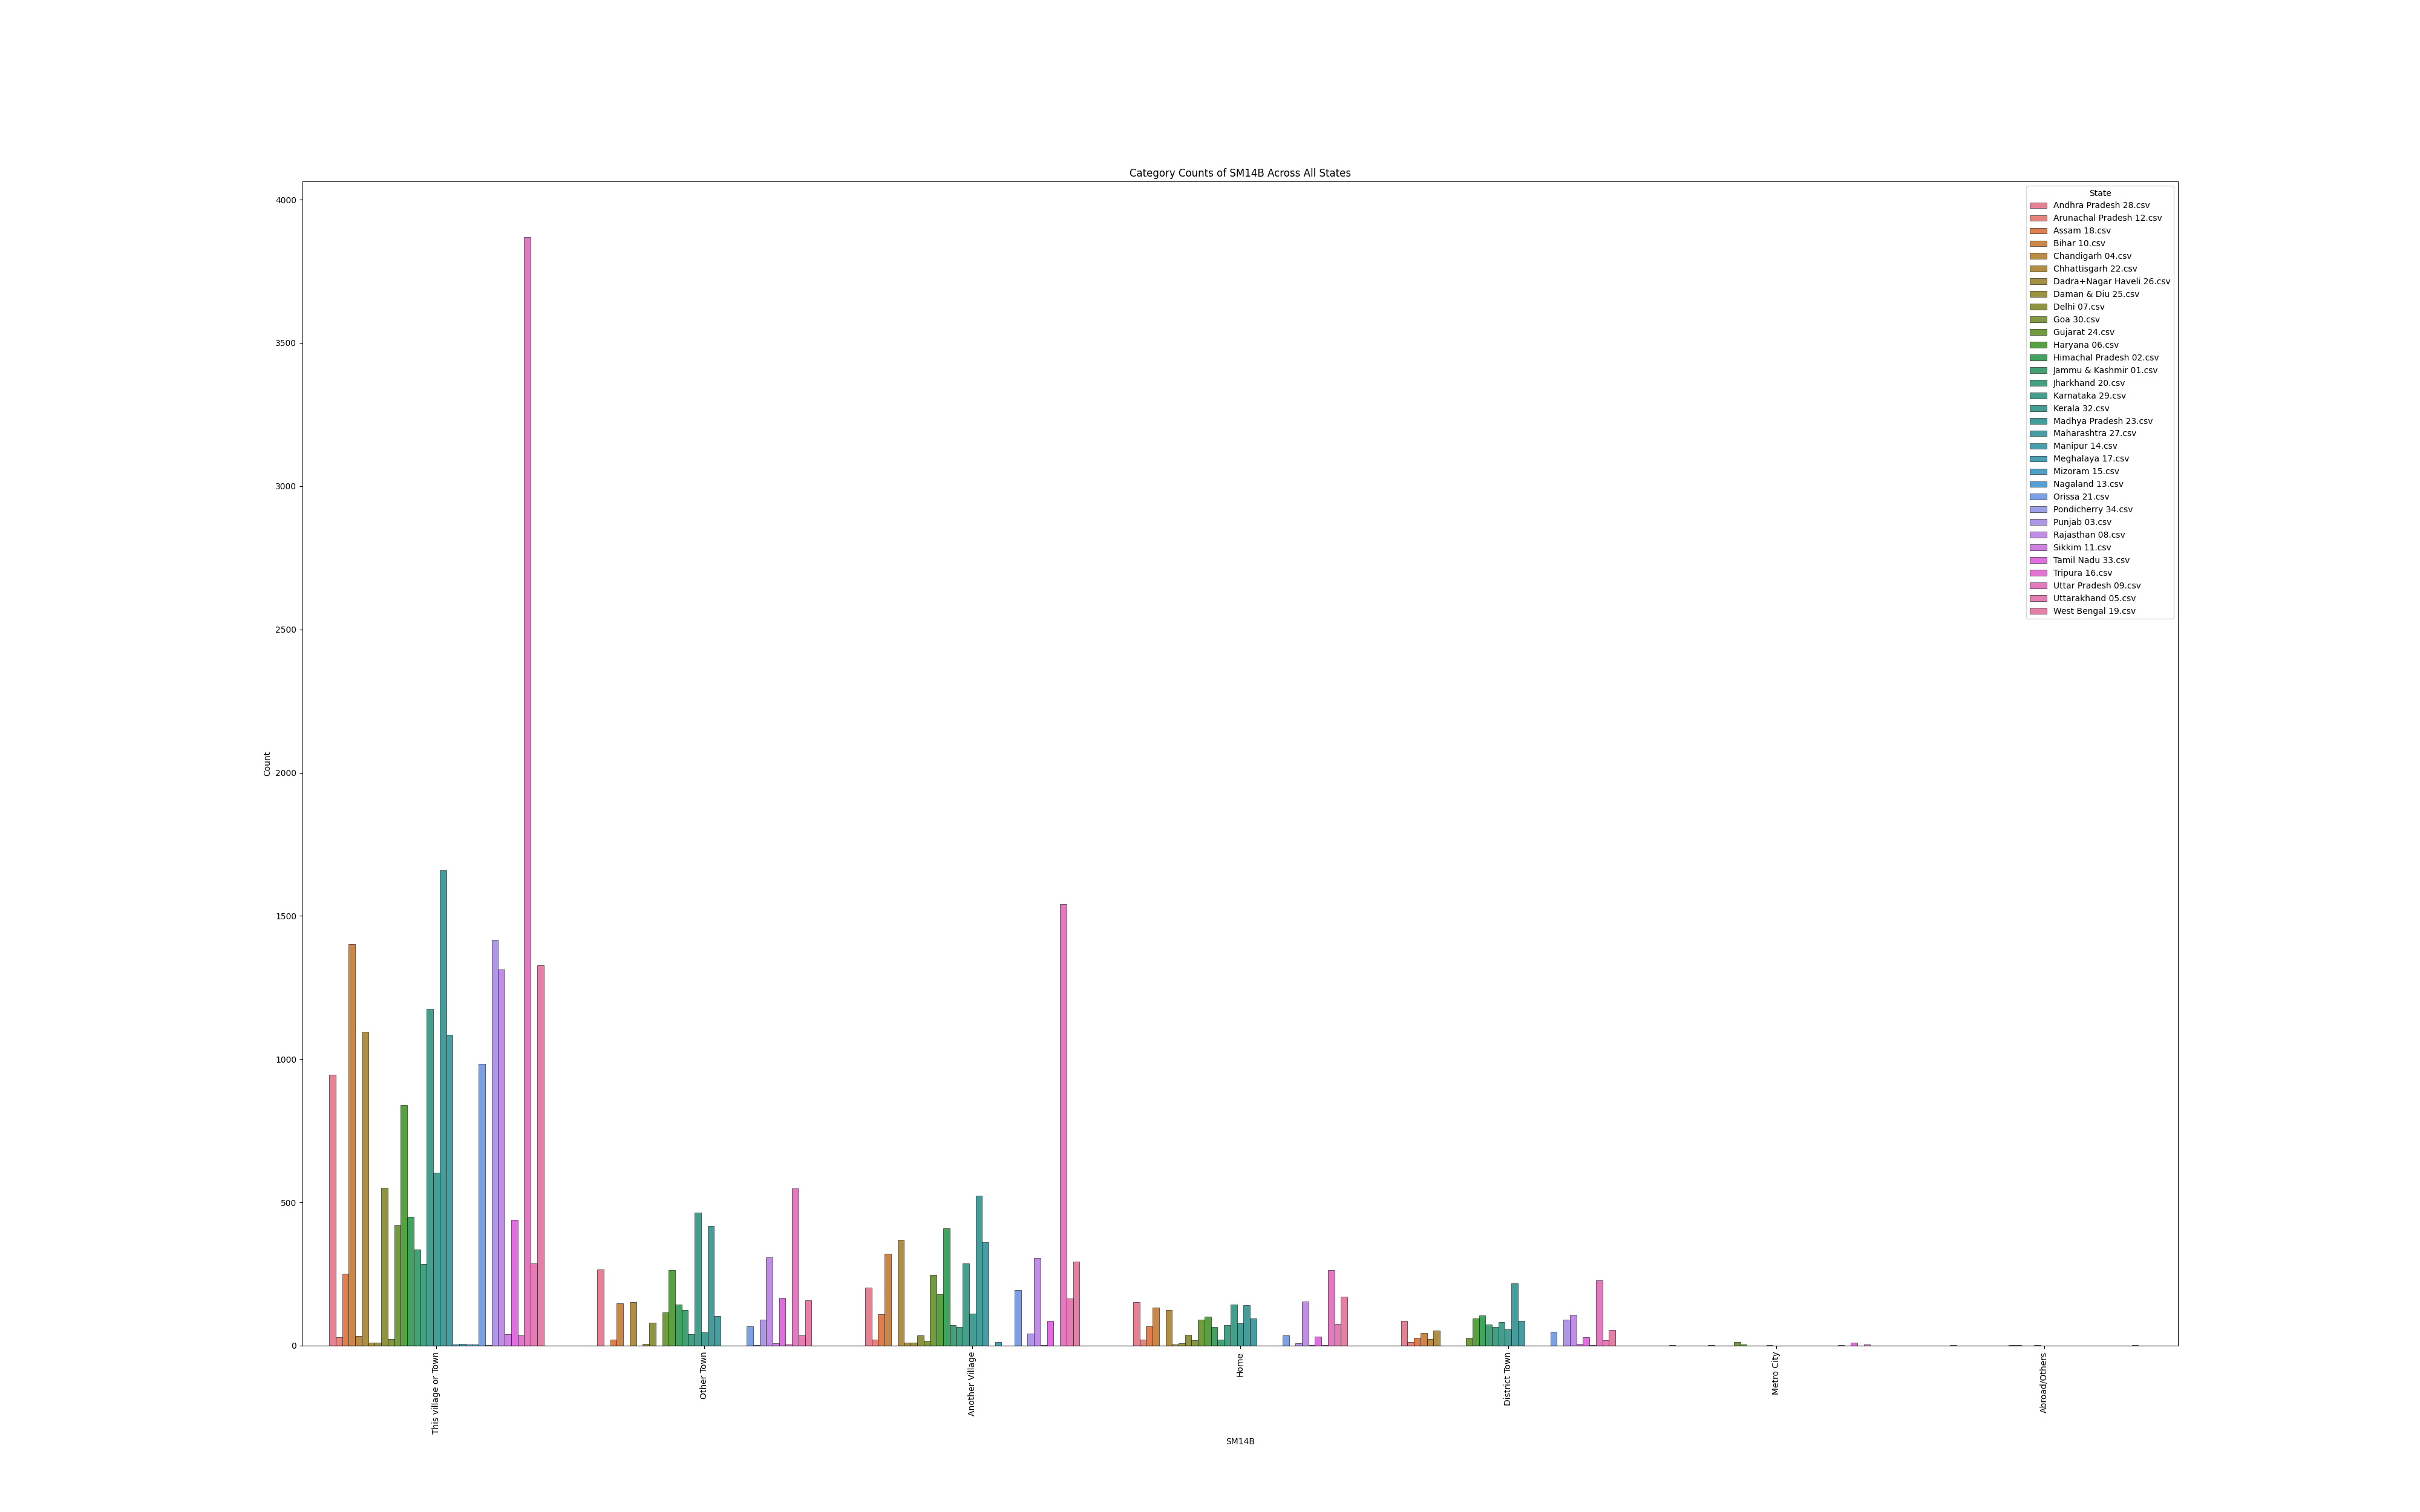 Category Counts of SM14B Across All States
4000
3500
3000
2500
2000
1500
1000
500
0
Count
State
Andhra Pradesh 28.csv
Arunachal Pradesh 12.csv
Assam 18.csv
Bihar 10.csv
Chandigarh 04.csv
Chhattisgarh 22.csv
Dadra+Nagar Haveli 26.csv
Daman & Diu 25.csv
Delhi 07.csv
Goa 30.csv
Gujarat 24.csv
Haryana 06.csv
Himachal Pradesh 02.csv
Jammu & Kashmir 01.csv
Jharkhand 20.csv
Karnataka 29.csv
Kerala 32.csv
Madhya Pradesh 23.csv
Maharashtra 27.csv
Manipur 14.csv
Meghalaya 17.csv
Mizoram 15.csv
Nagaland 13.csv
Orissa 21.csv
Pondicherry 34.csv
Punjab 03.csv
Rajasthan 08.csv
Sikkim 11.csv
Tamil Nadu 33.csv
Tripura 16.csv
Uttar Pradesh 09.csv
Uttarakhand 05.csv
West Bengal 19.csv
This village or Town
Other Town
Another Village
Home
District Town
Metro City
Abroad/Others
SM14B